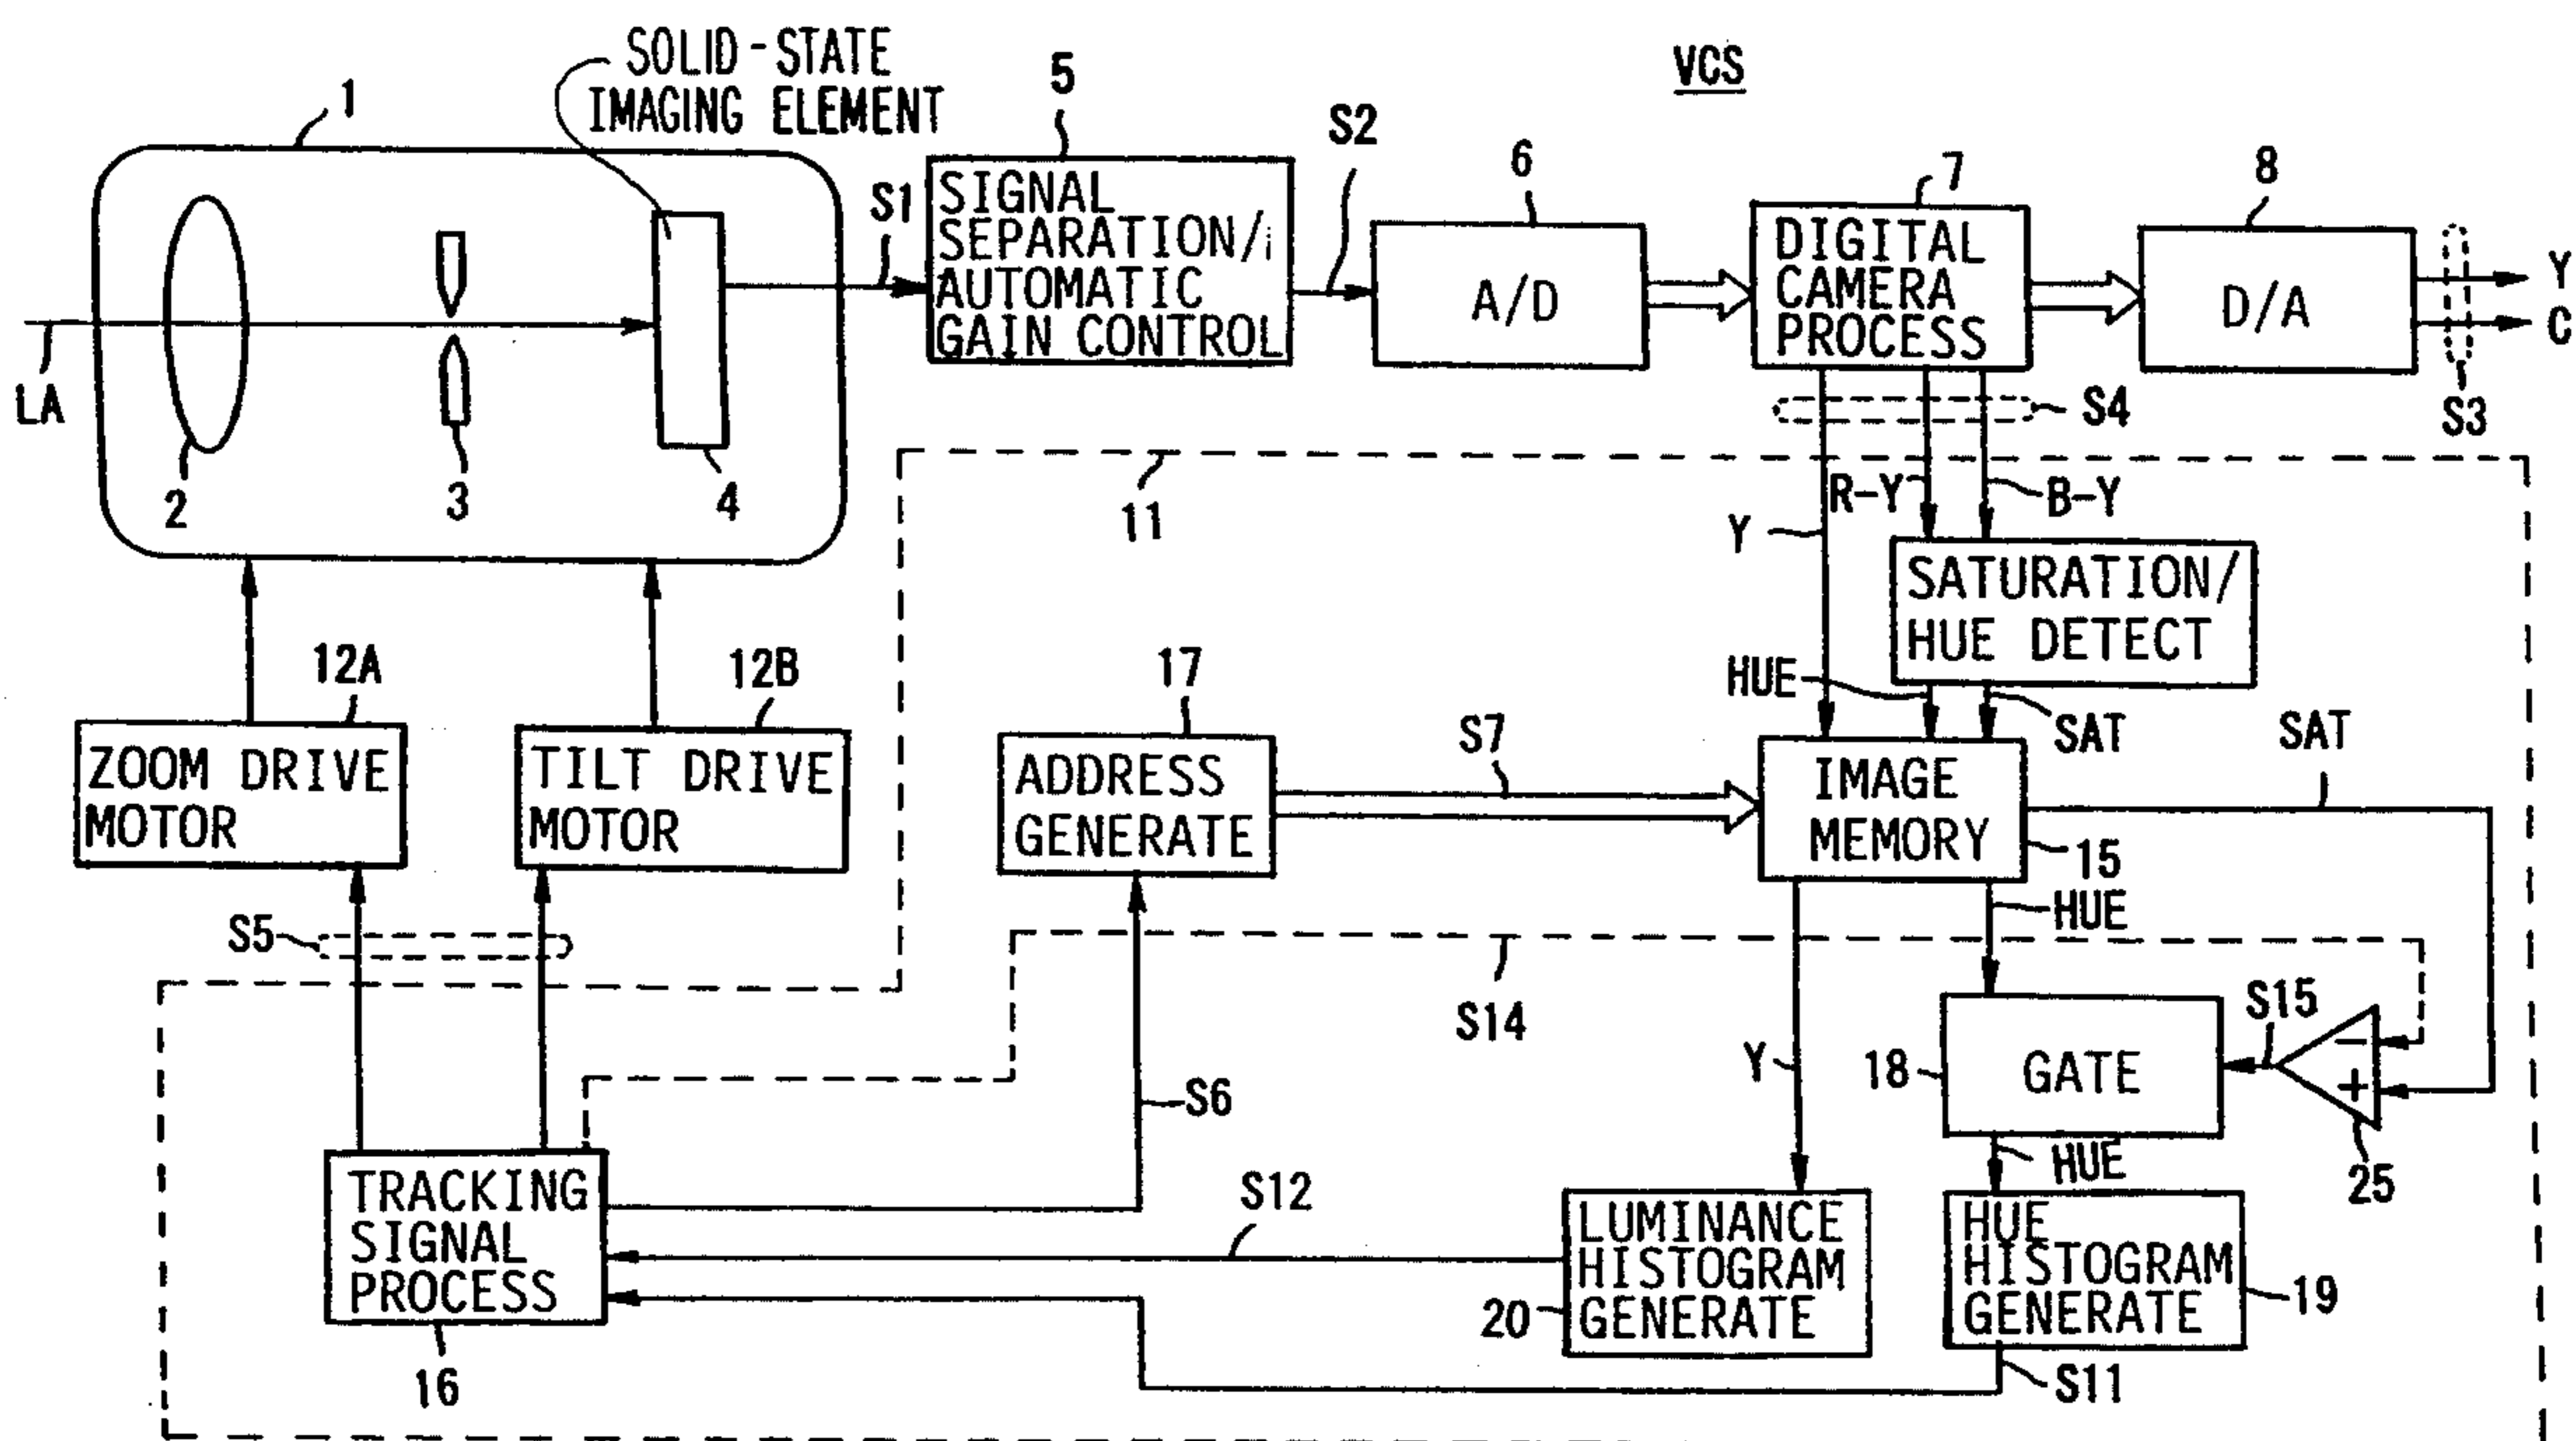 SOLID-STATE
IMAGING ELEMENT
VCS
1
5
S1
SIGNAL
SEPARATION/
AUTOMATIC
GAIN CONTROL
S2
6
A/D
7
DIGITAL
CAMERA
PROCESS
8
D/A
Y
C
S3
LA
2
3
4
11
S4
R-Y
B-Y
Y
SATURATION/
HUE DETECT
HUE
SAT
12A
ZOOM DRIVE
MOTOR
12B
TILT DRIVE
MOTOR
17
ADDRESS
GENERATE
S7
IMAGE
MEMORY
15
SAT
HUE
S5
S14
S15
18
GATE
-
+
25
Y
S6
HUE
TRACKING
SIGNAL
PROCESS
16
S12
LUMINANCE
HISTOGRAM
GENERATE
20
HUE
HISTOGRAM
GENERATE
19
S11